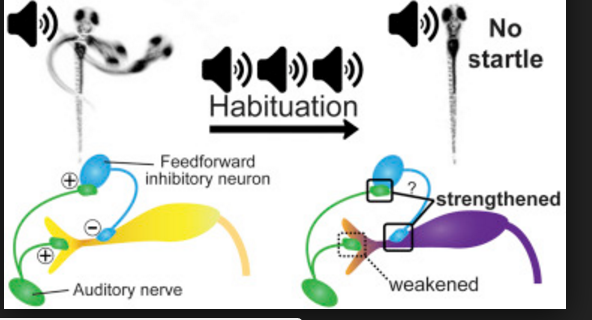 No
startle
Habituation
Feedforward
inhibitory neuron
+
−
+
Auditory nerve
?
strengthened
weakened